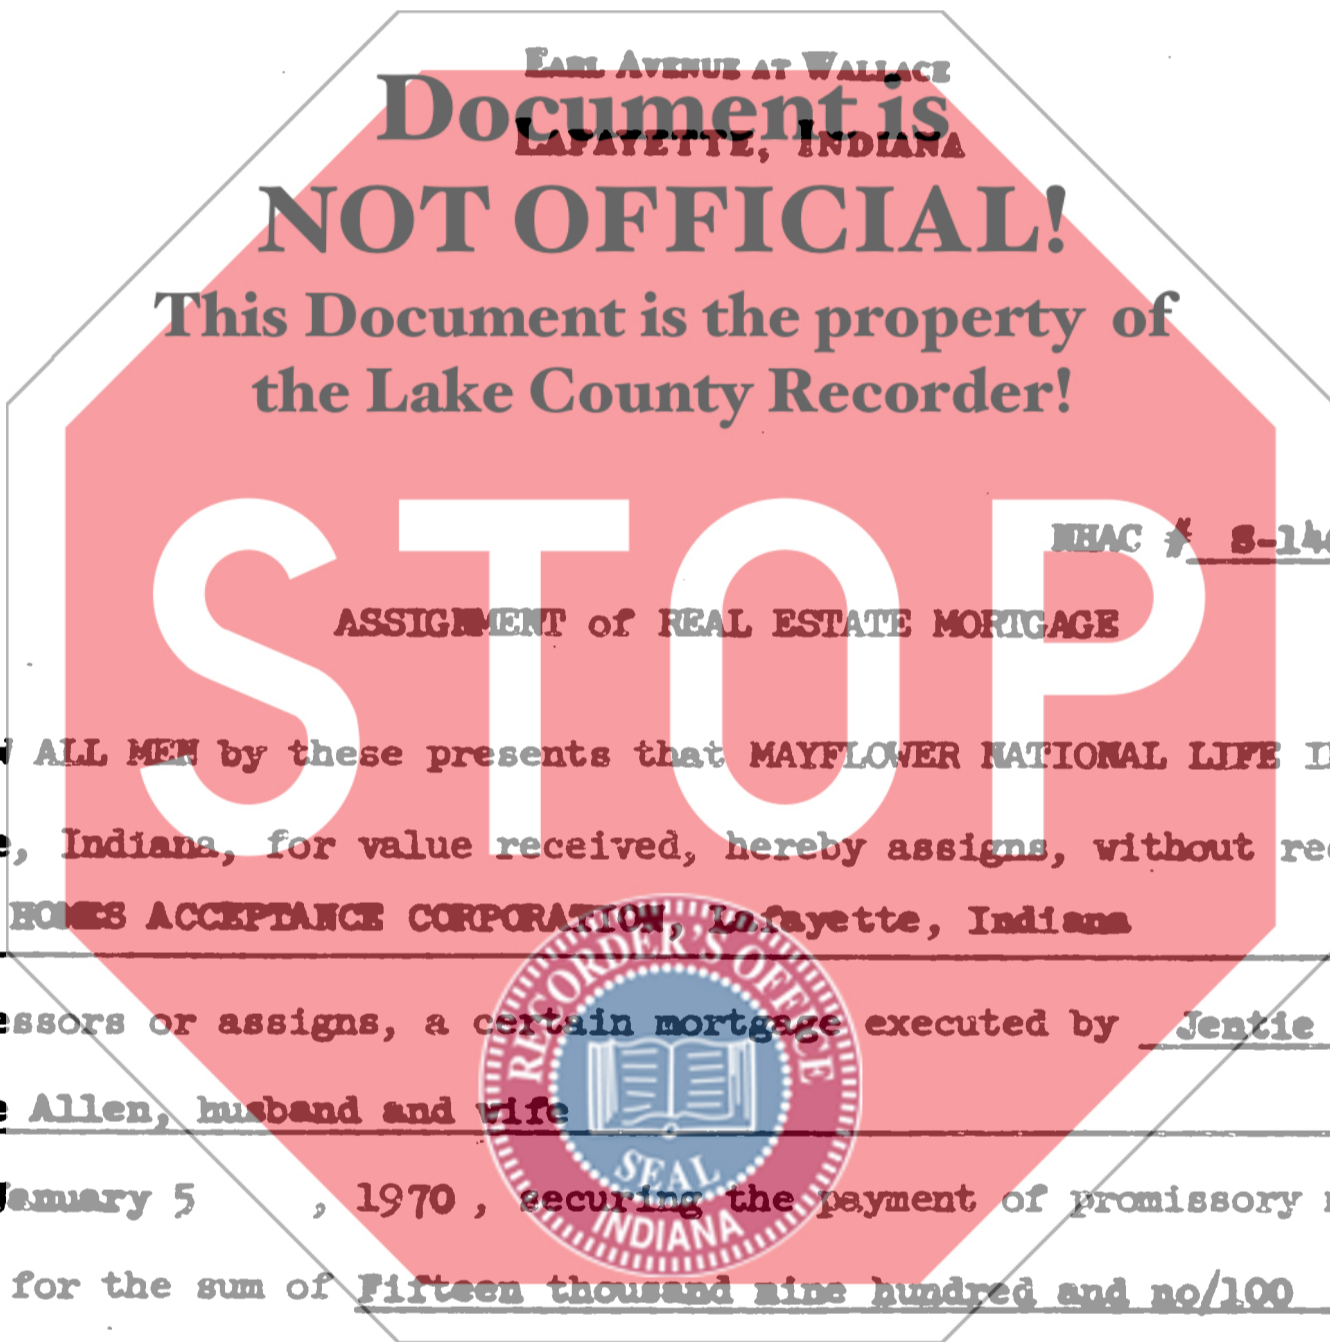 EARL AVENUE AT WALLACE
Document is
LAFAYETTE, INDIANA
NOT OFFICIAL!
This Document is the property of
the Lake County Recorder!
STOP
NHAC # S-14
ASSIGNMENT of REAL ESTATE MORTGAGE
ALL MEN by these presents that MAYFLOWER NATIONAL LIFE
e, Indiana, for value received, hereby assigns, without re
HOMES ACCEPTANCE CORPORATION, Lafayette, Indiana
essors or assigns, a certain mortgage executed by Jentie
e Allen, husband and wife
January 5 , 1970 , securing the payment of promissory
for the sum of Fifteen thousand nine hundred and no/100
RECORDER'S OFFICE
SEAL
INDIANA